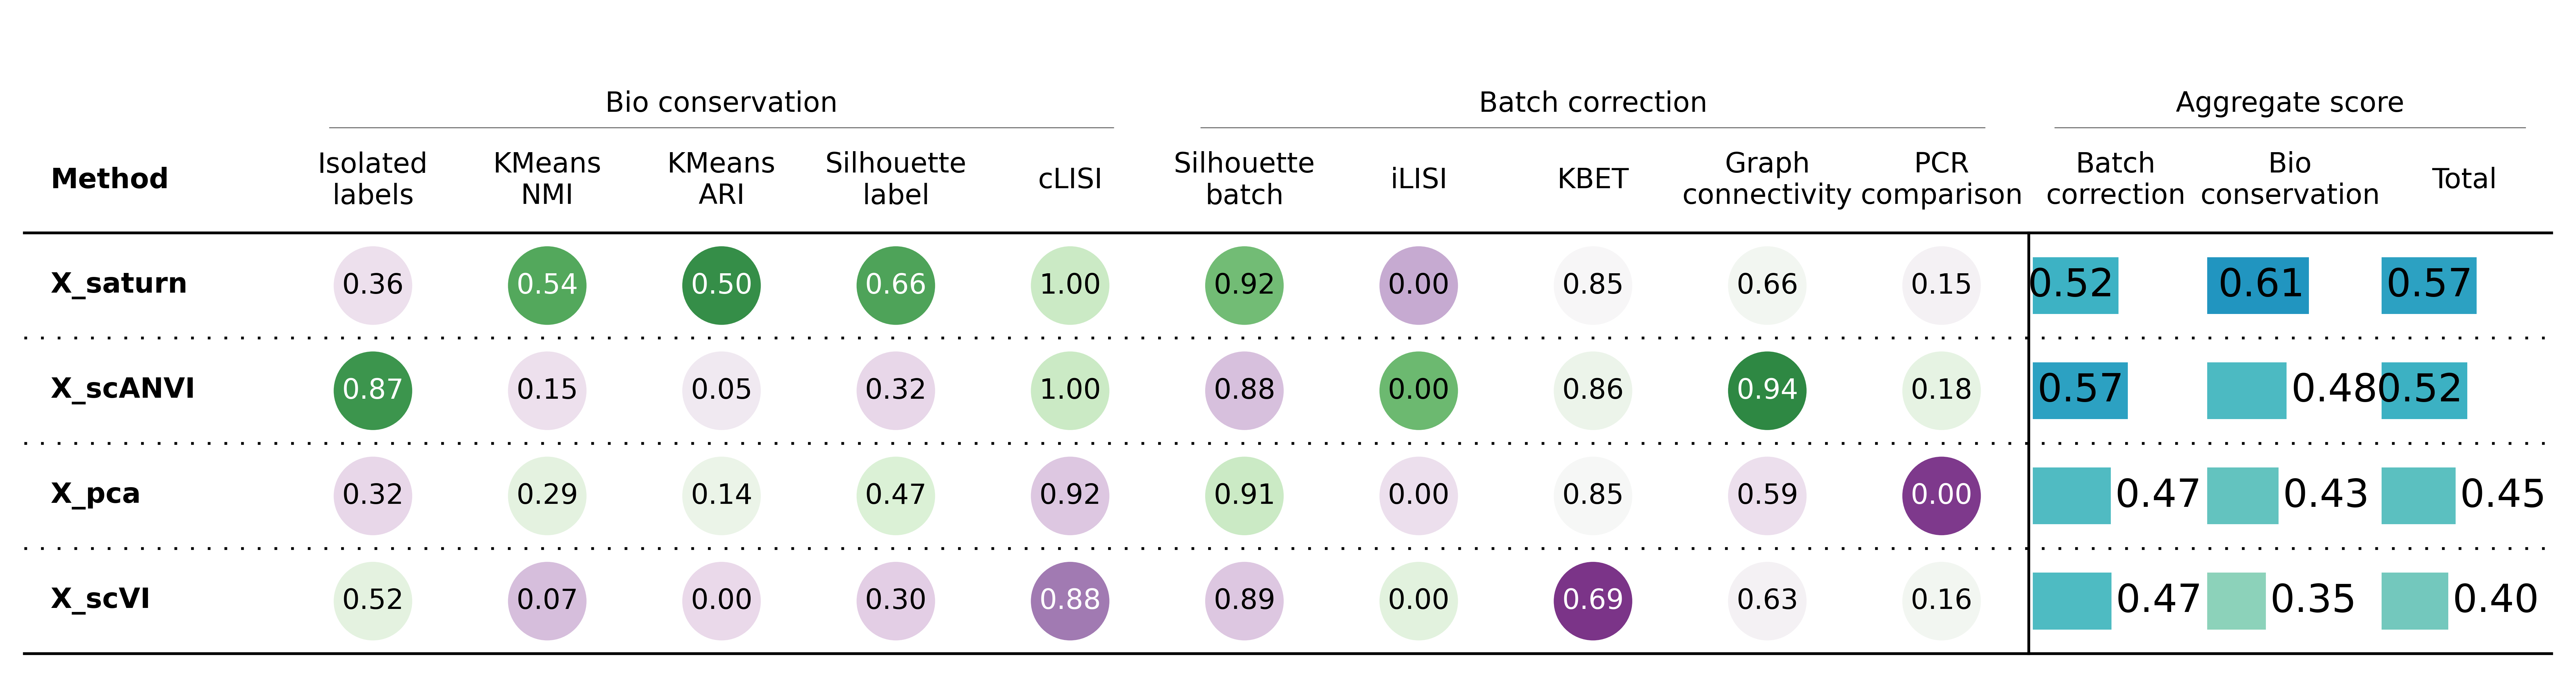 Bio conservation Batch correction Aggregate score
Method Isolated labels KMeans NMI KMeans ARI Silhouette label cLISI Silhouette batch iLISI KBET Graph connectivity PCR comparison Batch correction Bio conservation Total
X_saturn 0.36 0.54 0.50 0.66 1.00 0.92 0.00 0.85 0.66 0.15 0.52 0.61 0.57
X_scANVI 0.87 0.15 0.05 0.32 1.00 0.88 0.00 0.86 0.94 0.18 0.57 0.48 0.52
X_pca 0.32 0.29 0.14 0.47 0.92 0.91 0.00 0.85 0.59 0.00 0.47 0.43 0.45
X_scVI 0.52 0.07 0.00 0.30 0.88 0.89 0.00 0.69 0.63 0.16 0.47 0.35 0.40